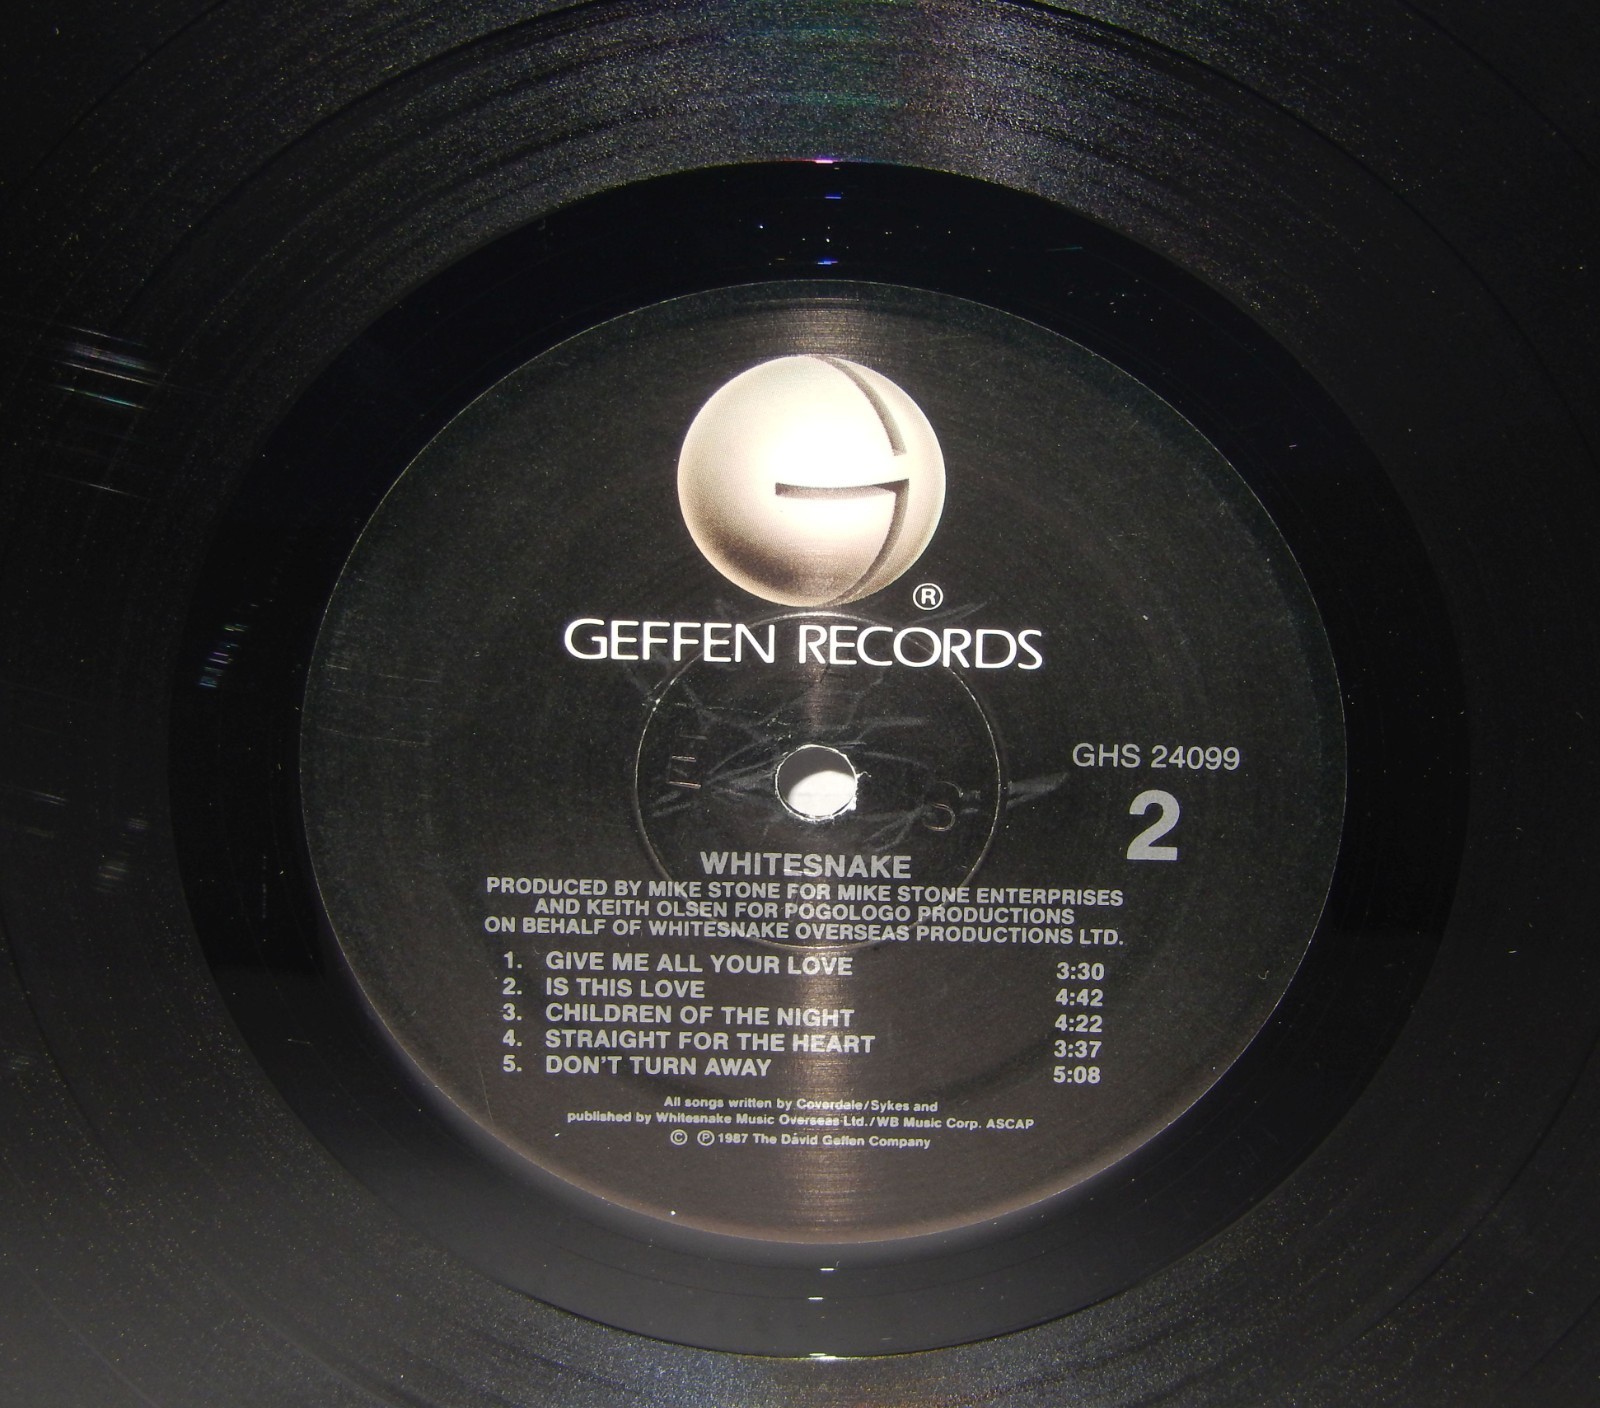 ®
GEFFEN RECORDS
GHS 24099
2
WHITESNAKE
PRODUCED BY MIKE STONE FOR MIKE STONE ENTERPRISES
AND KEITH OLSEN FOR POGOLOGO PRODUCTIONS
ON BEHALF OF WHITESNAKE OVERSEAS PRODUCTIONS LTD.
1. GIVE ME ALL YOUR LOVE 3:30
2. IS THIS LOVE 4:42
3. CHILDREN OF THE NIGHT 4:22
4. STRAIGHT FOR THE HEART 3:37
5. DON'T TURN AWAY 5:08
All songs written by Coverdale/Sykes and
published by Whitesnake Music Overseas Ltd./WB Music Corp. ASCAP
© ℗ 1987 The David Geffen Company